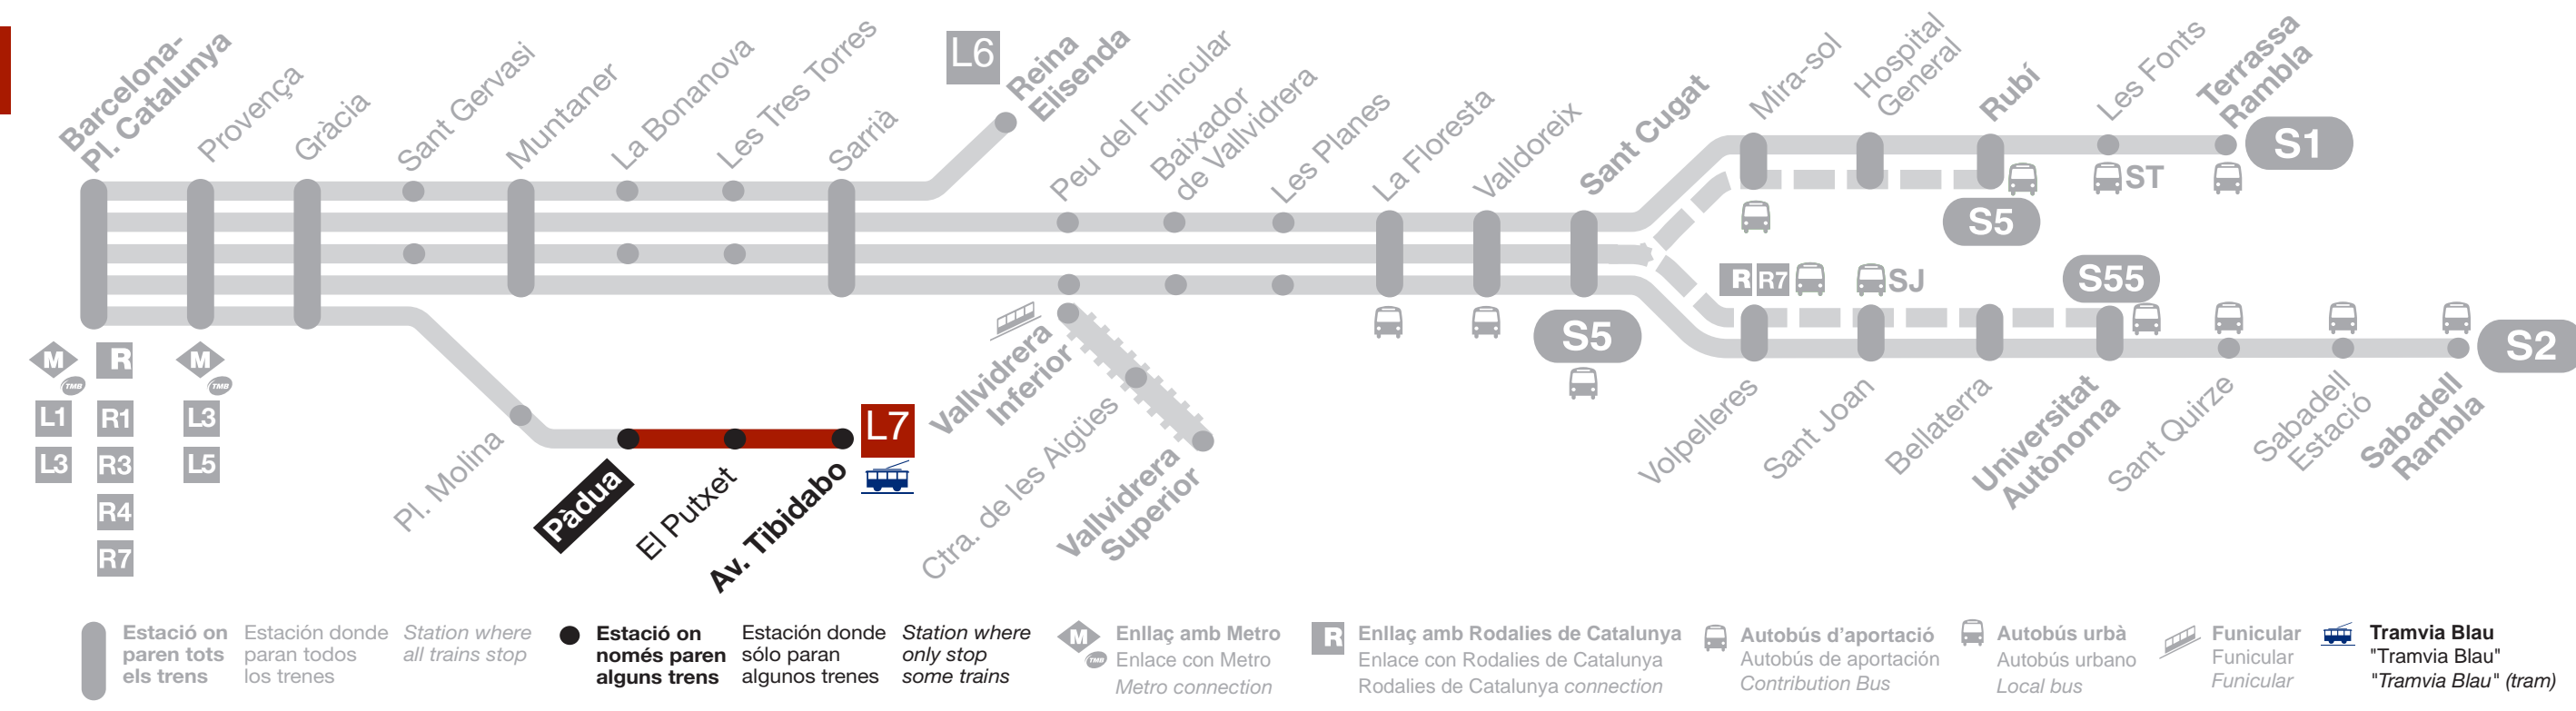 Barcelona-
Pl. Catalunya
Provença
Gràcia
Sant Gervasi
Muntaner
La Bonanova
Les Tres Torres
Sarrià
L6
Reina
Elisenda
Peu del Funicular
Baixador
de Vallvidrera
Les Planes
La Floresta
Valldoreix
Sant Cugat
Mira-sol
Hospital
General
Rubí
Les Fonts
Terrassa
Rambla
S1
ST
S5
R R7
SJ
S55
S5
S2
M
TMB
R
M
TMB
L1
R1
L3
L3
R3
L5
R4
R7
Pl. Molina
Pàdua
El Putxet
Av. Tibidabo
L7
Vallvidrera
Inferior
Ctra. de les Aigües
Vallvidrera
Superior
Volpelleres
Sant Joan
Bellaterra
Universitat
Autònoma
Sant Quirze
Sabadell
Estació
Sabadell
Rambla
Estació on
paren tots
els trens
Estación donde
paran todos
los trenes
Station where
all trains stop
Estació on
només paren
alguns trens
Estación donde
sólo paran
algunos trenes
Station where
only stop
some trains
M
TMB
Enllaç amb Metro
Enlace con Metro
Metro connection
R
Enllaç amb Rodalies de Catalunya
Enlace con Rodalies de Catalunya
Rodalies de Catalunya connection
Autobús d'aportació
Autobús de aportación
Contribution Bus
Autobús urbà
Autobús urbano
Local bus
Funicular
Funicular
Funicular
Tramvia Blau
"Tramvia Blau"
"Tramvia Blau" (tram)